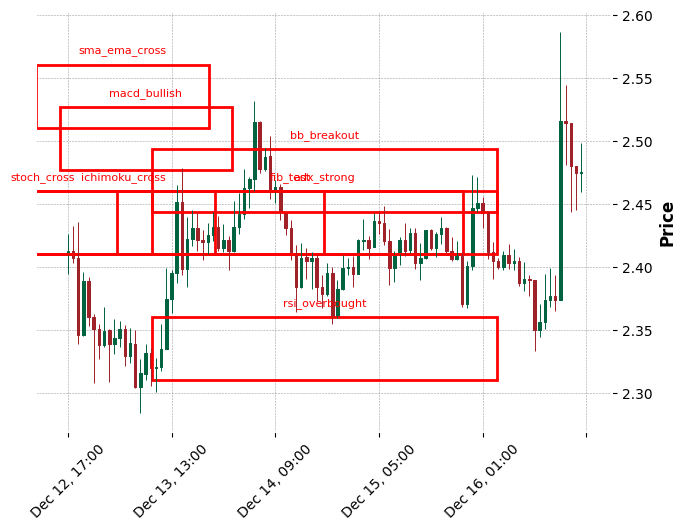 sma_ema_cross
macd_bullish
bb_breakout
stoch_cross
ichimoku_cross
adx_strong
rsi_overbought
2.60
2.55
2.50
2.45
2.40
2.35
2.30
Price
Dec 12, 17:00
Dec 13, 13:00
Dec 14, 09:00
Dec 15, 05:00
Dec 16, 01:00